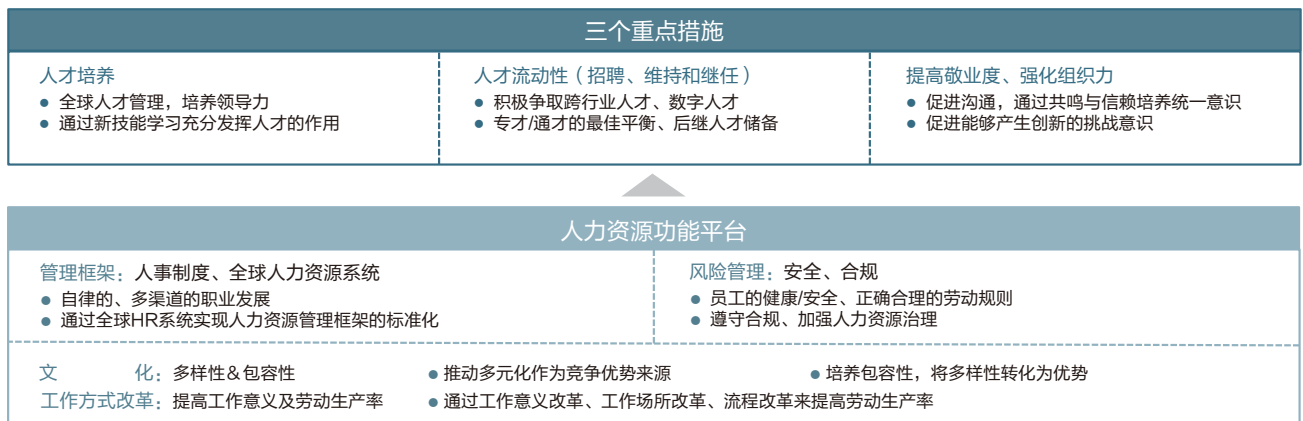 三个重点措施
人才培养
● 全球人才管理，培养领导力
● 通过新技能学习充分发挥人才的作用
人才流动性（招聘、维持和继任）
● 积极争取跨行业人才、数字人才
● 专才/通才的最佳平衡、后继人才储备
提高敬业度、强化组织力
● 促进沟通，通过共鸣与信赖培养统一意识
● 促进能够产生创新的挑战意识
人力资源功能平台
管理框架：人事制度、全球人力资源系统
● 自律的、多渠道的职业发展
● 通过全球HR系统实现人力资源管理框架的标准化
风险管理：安全、合规
● 员工的健康/安全、正确合理的劳动规则
● 遵守合规、加强人力资源治理
文　　　化：多样性＆包容性 ● 推动多元化作为竞争优势来源 ● 培养包容性，将多样性转化为优势
工作方式改革：提高工作意义及劳动生产率 ● 通过工作意义改革、工作场所改革、流程改革来提高劳动生产率